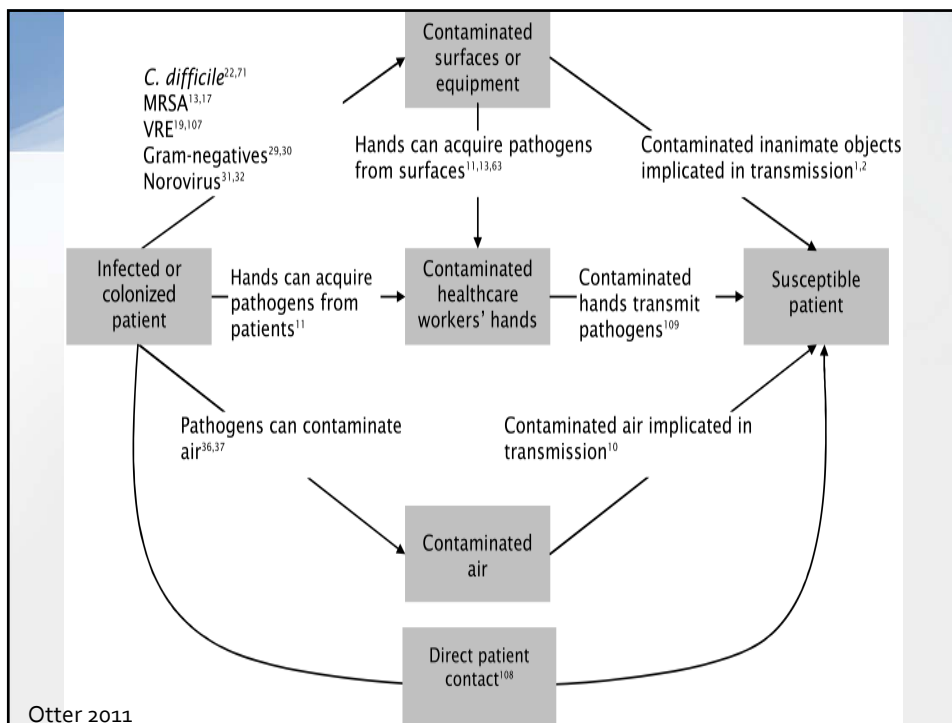 Contaminated
surfaces or
equipment
C. difficile22,71
MRSA13,17
VRE19,107
Gram-negatives29,30
Norovirus31,32
Hands can acquire pathogens
from surfaces11,13,63
Contaminated inanimate objects
implicated in transmission1,2
Infected or
colonized
patient
Hands can acquire
pathogens from
patients11
Contaminated
healthcare
workers’ hands
Contaminated
hands transmit
pathogens109
Susceptible
patient
Pathogens can contaminate
air36,37
Contaminated air implicated in
transmission10
Contaminated
air
Direct patient
contact108
Otter 2011